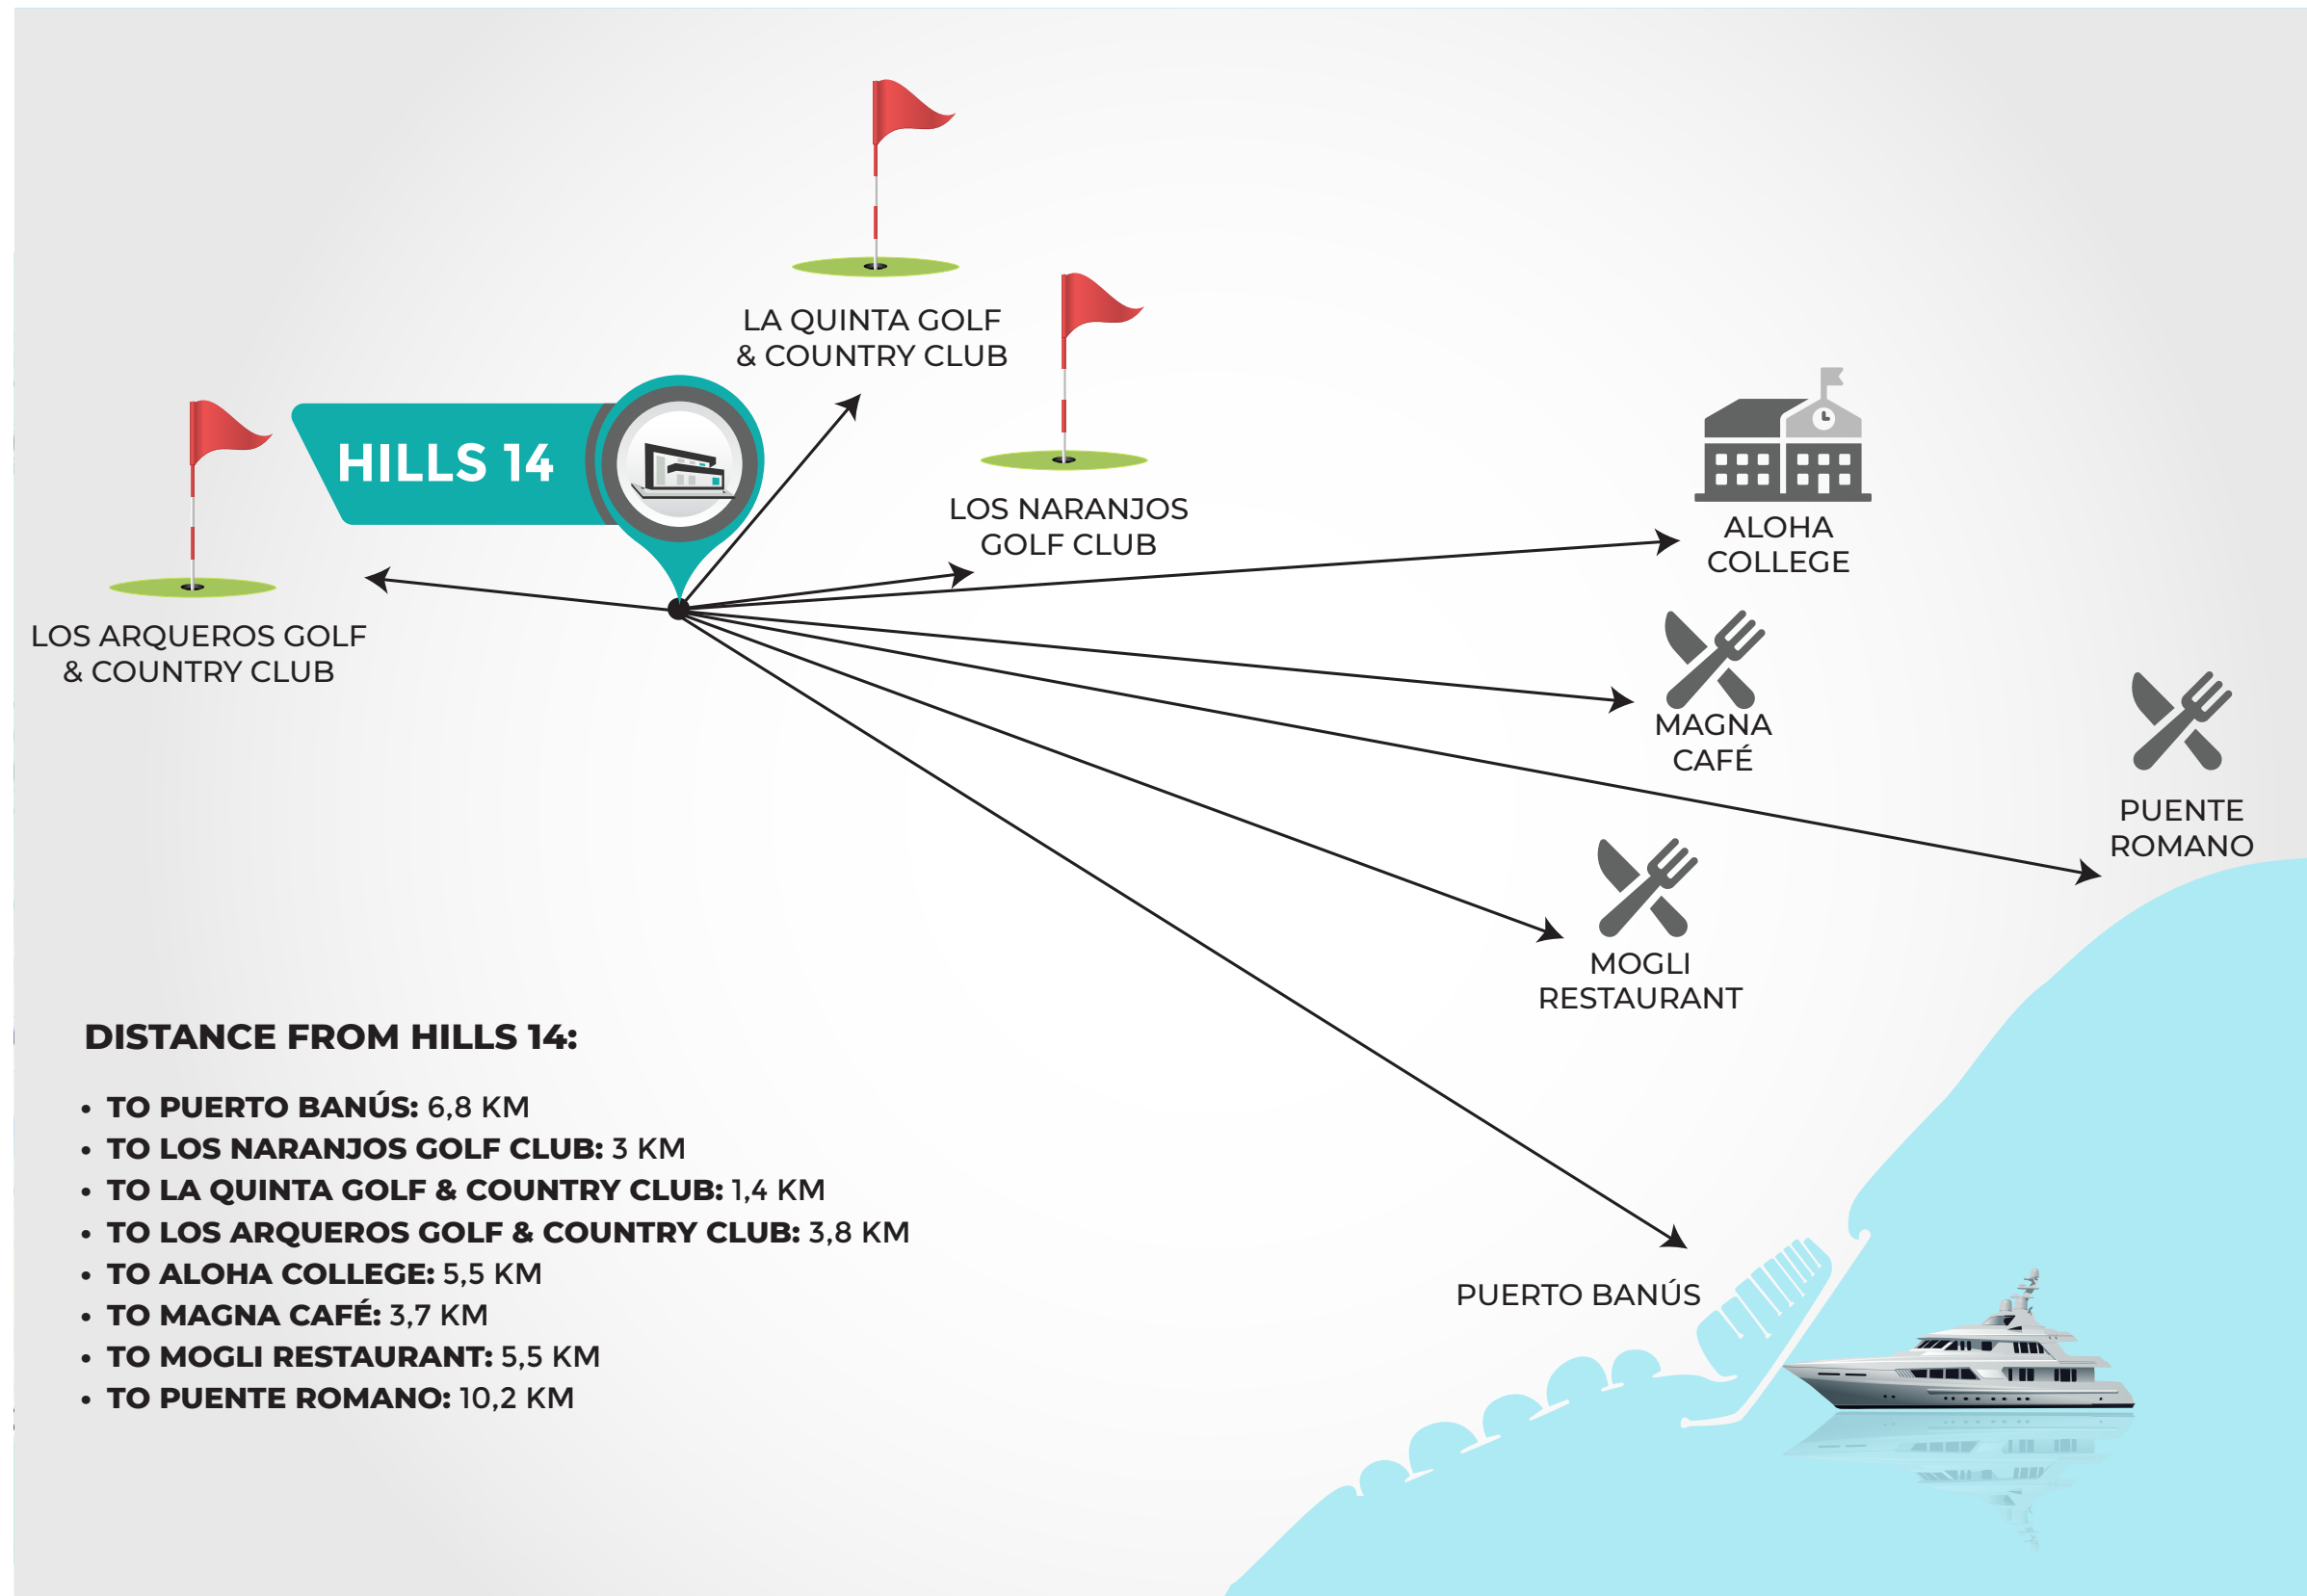 LA QUINTA GOLF
& COUNTRY CLUB
HILLS 14
LOS NARANJOS
GOLF CLUB
ALOHA
COLLEGE
LOS ARQUEROS GOLF
& COUNTRY CLUB
MAGNA
CAFÉ
PUENTE
ROMANO
MOGLI
RESTAURANT
PUERTO BANÚS
DISTANCE FROM HILLS 14:
• TO PUERTO BANÚS: 6,8 KM
• TO LOS NARANJOS GOLF CLUB: 3 KM
• TO LA QUINTA GOLF & COUNTRY CLUB: 1,4 KM
• TO LOS ARQUEROS GOLF & COUNTRY CLUB: 3,8 KM
• TO ALOHA COLLEGE: 5,5 KM
• TO MAGNA CAFÉ: 3,7 KM
• TO MOGLI RESTAURANT: 5,5 KM
• TO PUENTE ROMANO: 10,2 KM